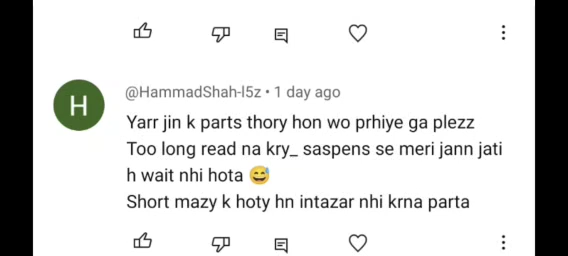 H
@HammadShah-l5z • 1 day ago
Yarr jin k parts thory hon wo prhiye ga plezz
Too long read na kry_ saspens se meri jann jati
h wait nhi hota 😅
Short mazy k hoty hn intazar nhi krna parta